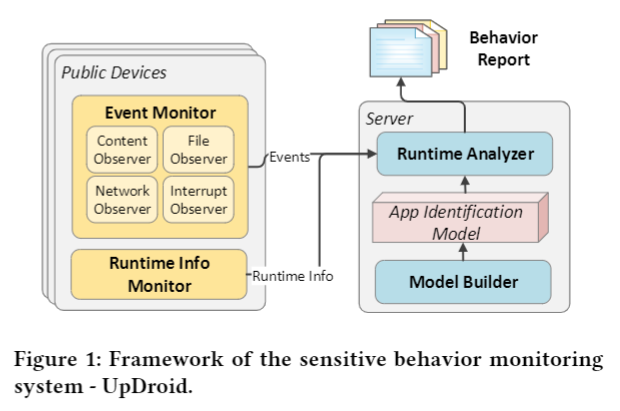 Public Devices
Event Monitor
Content
Observer
File
Observer
Network
Observer
Interrupt
Observer
Runtime Info
Monitor
Events
Runtime Info
Behavior
Report
Server
Runtime Analyzer
App Identification
Model
Model Builder
Figure 1: Framework of the sensitive behavior monitoring
system - UpDroid.